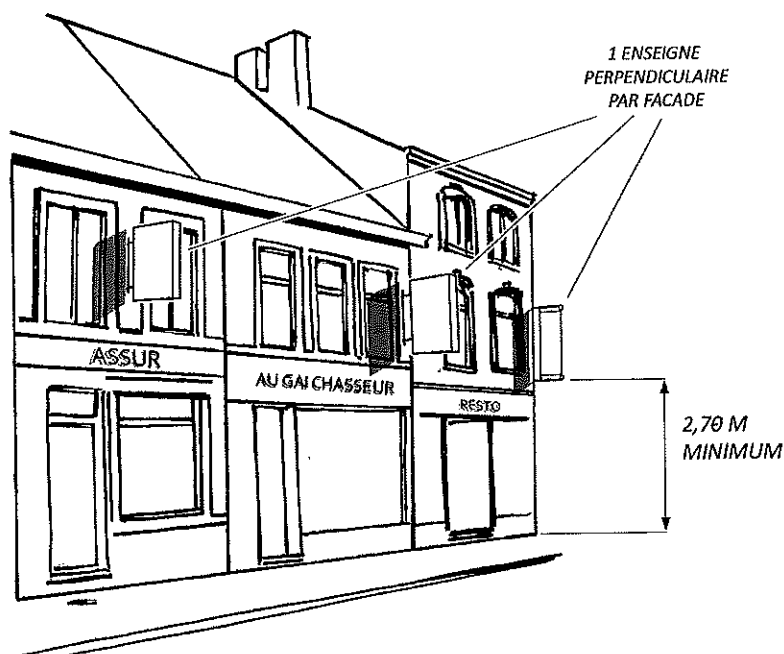 1 ENSEIGNE
PERPENDICULAIRE
PAR FACADE
ASSUR
AU GAI CHASSEUR
RESTO
2,70 M
MINIMUM